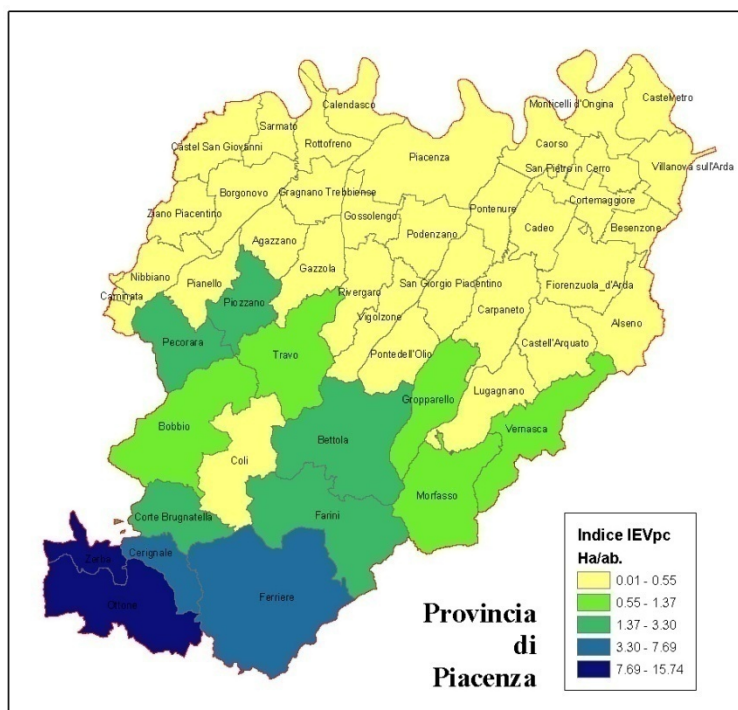 Monticelli d'Ongina
Castelvetro
Calendasco
Sarmato
Castel San Giovanni
Rottofreno
Caorso
Piacenza
San Pietro in Cerro
Villanova sull'Arda
Borgonovo
Gragnano Trebbiense
Cortemaggiore
Ziano Piacentino
Gossolengo
Pontenure
Podenzano
Cadeo
Besenzone
Agazzano
Nibbiano
Gazzola
Pianello
Rivergaro
San Giorgio Piacentino
Fiorenzuola_d'Arda
Caminata
Piozzano
Vigolzone
Carpaneto
Alseno
Pecorara
Travo
Pontedell'Olio
Castell'Arquato
Gropparello
Lugagnano
Bobbio
Bettola
Vernasca
Coli
Morfasso
Corte Brugnatella
Farini
Zerba
Cerignale
Ottone
Ferriere
Provincia
di
Piacenza
Indice IEVpc
Ha/ab.
0.01 - 0.55
0.55 - 1.37
1.37 - 3.30
3.30 - 7.69
7.69 - 15.74